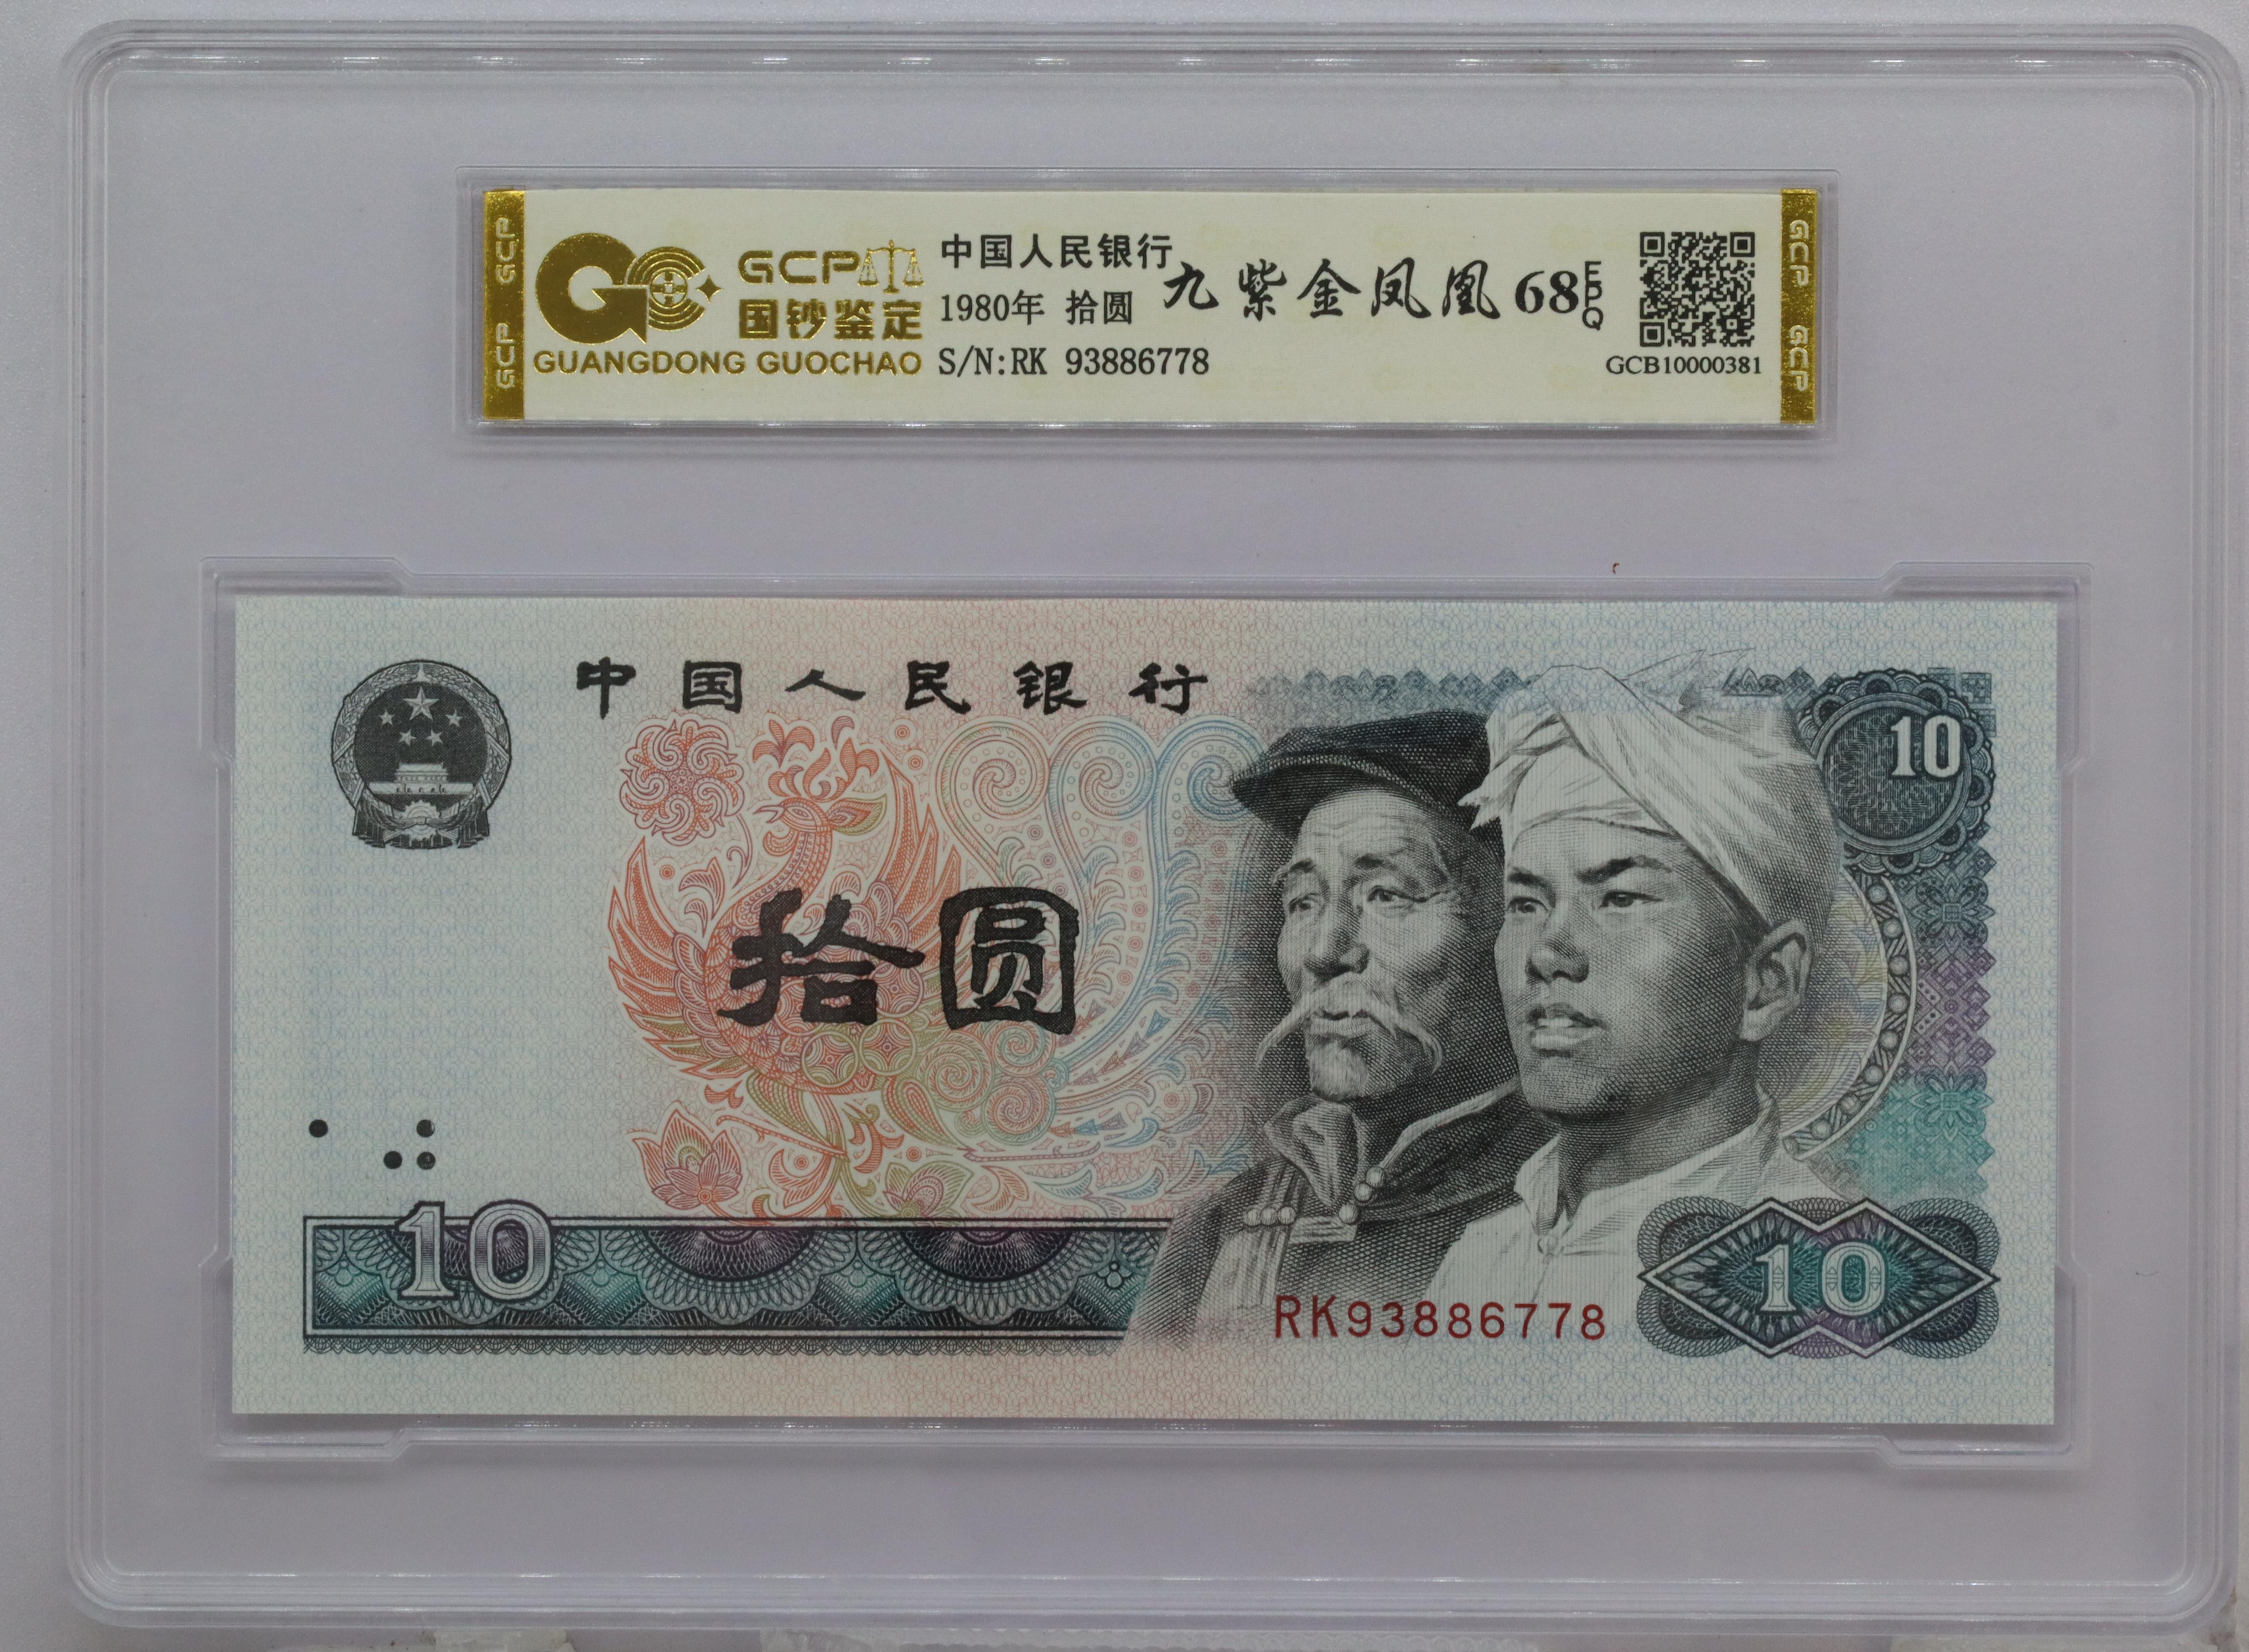 GCP GCP
GCP
国钞鉴定
GUANGDONG GUOCHAO
中国人民银行
1980年 拾圆
S/N:RK 93886778
九紫金凤凰 68 EPQ
GCB10000381
GCP GCP
中国人民银行
10
拾圆
10
RK93886778
10